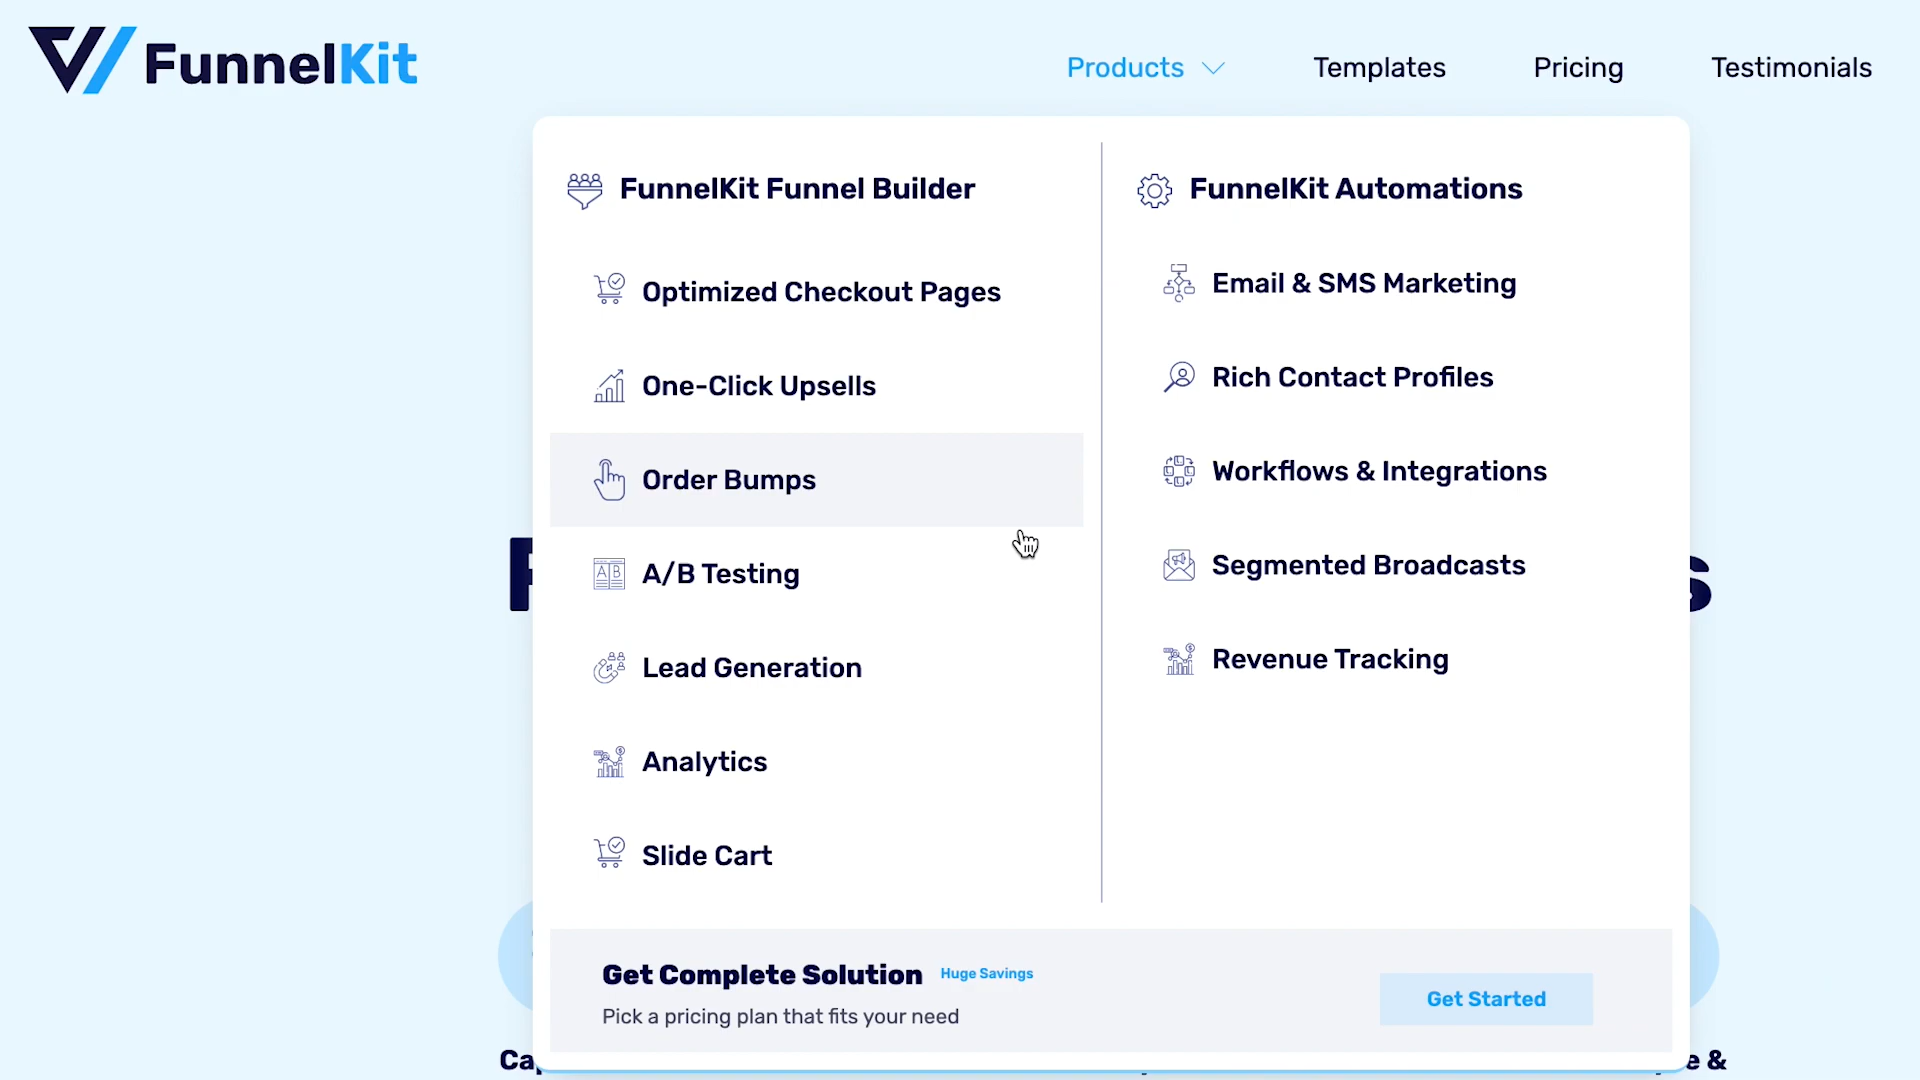 FunnelKit
Products
Templates
Pricing
Testimonials
FunnelKit Funnel Builder
Optimized Checkout Pages
One-Click Upsells
Order Bumps
A/B Testing
Lead Generation
Analytics
Slide Cart
FunnelKit Automations
Email & SMS Marketing
Rich Contact Profiles
Workflows & Integrations
Segmented Broadcasts
Revenue Tracking
Get Complete Solution
Huge Savings
Pick a pricing plan that fits your need
Get Started